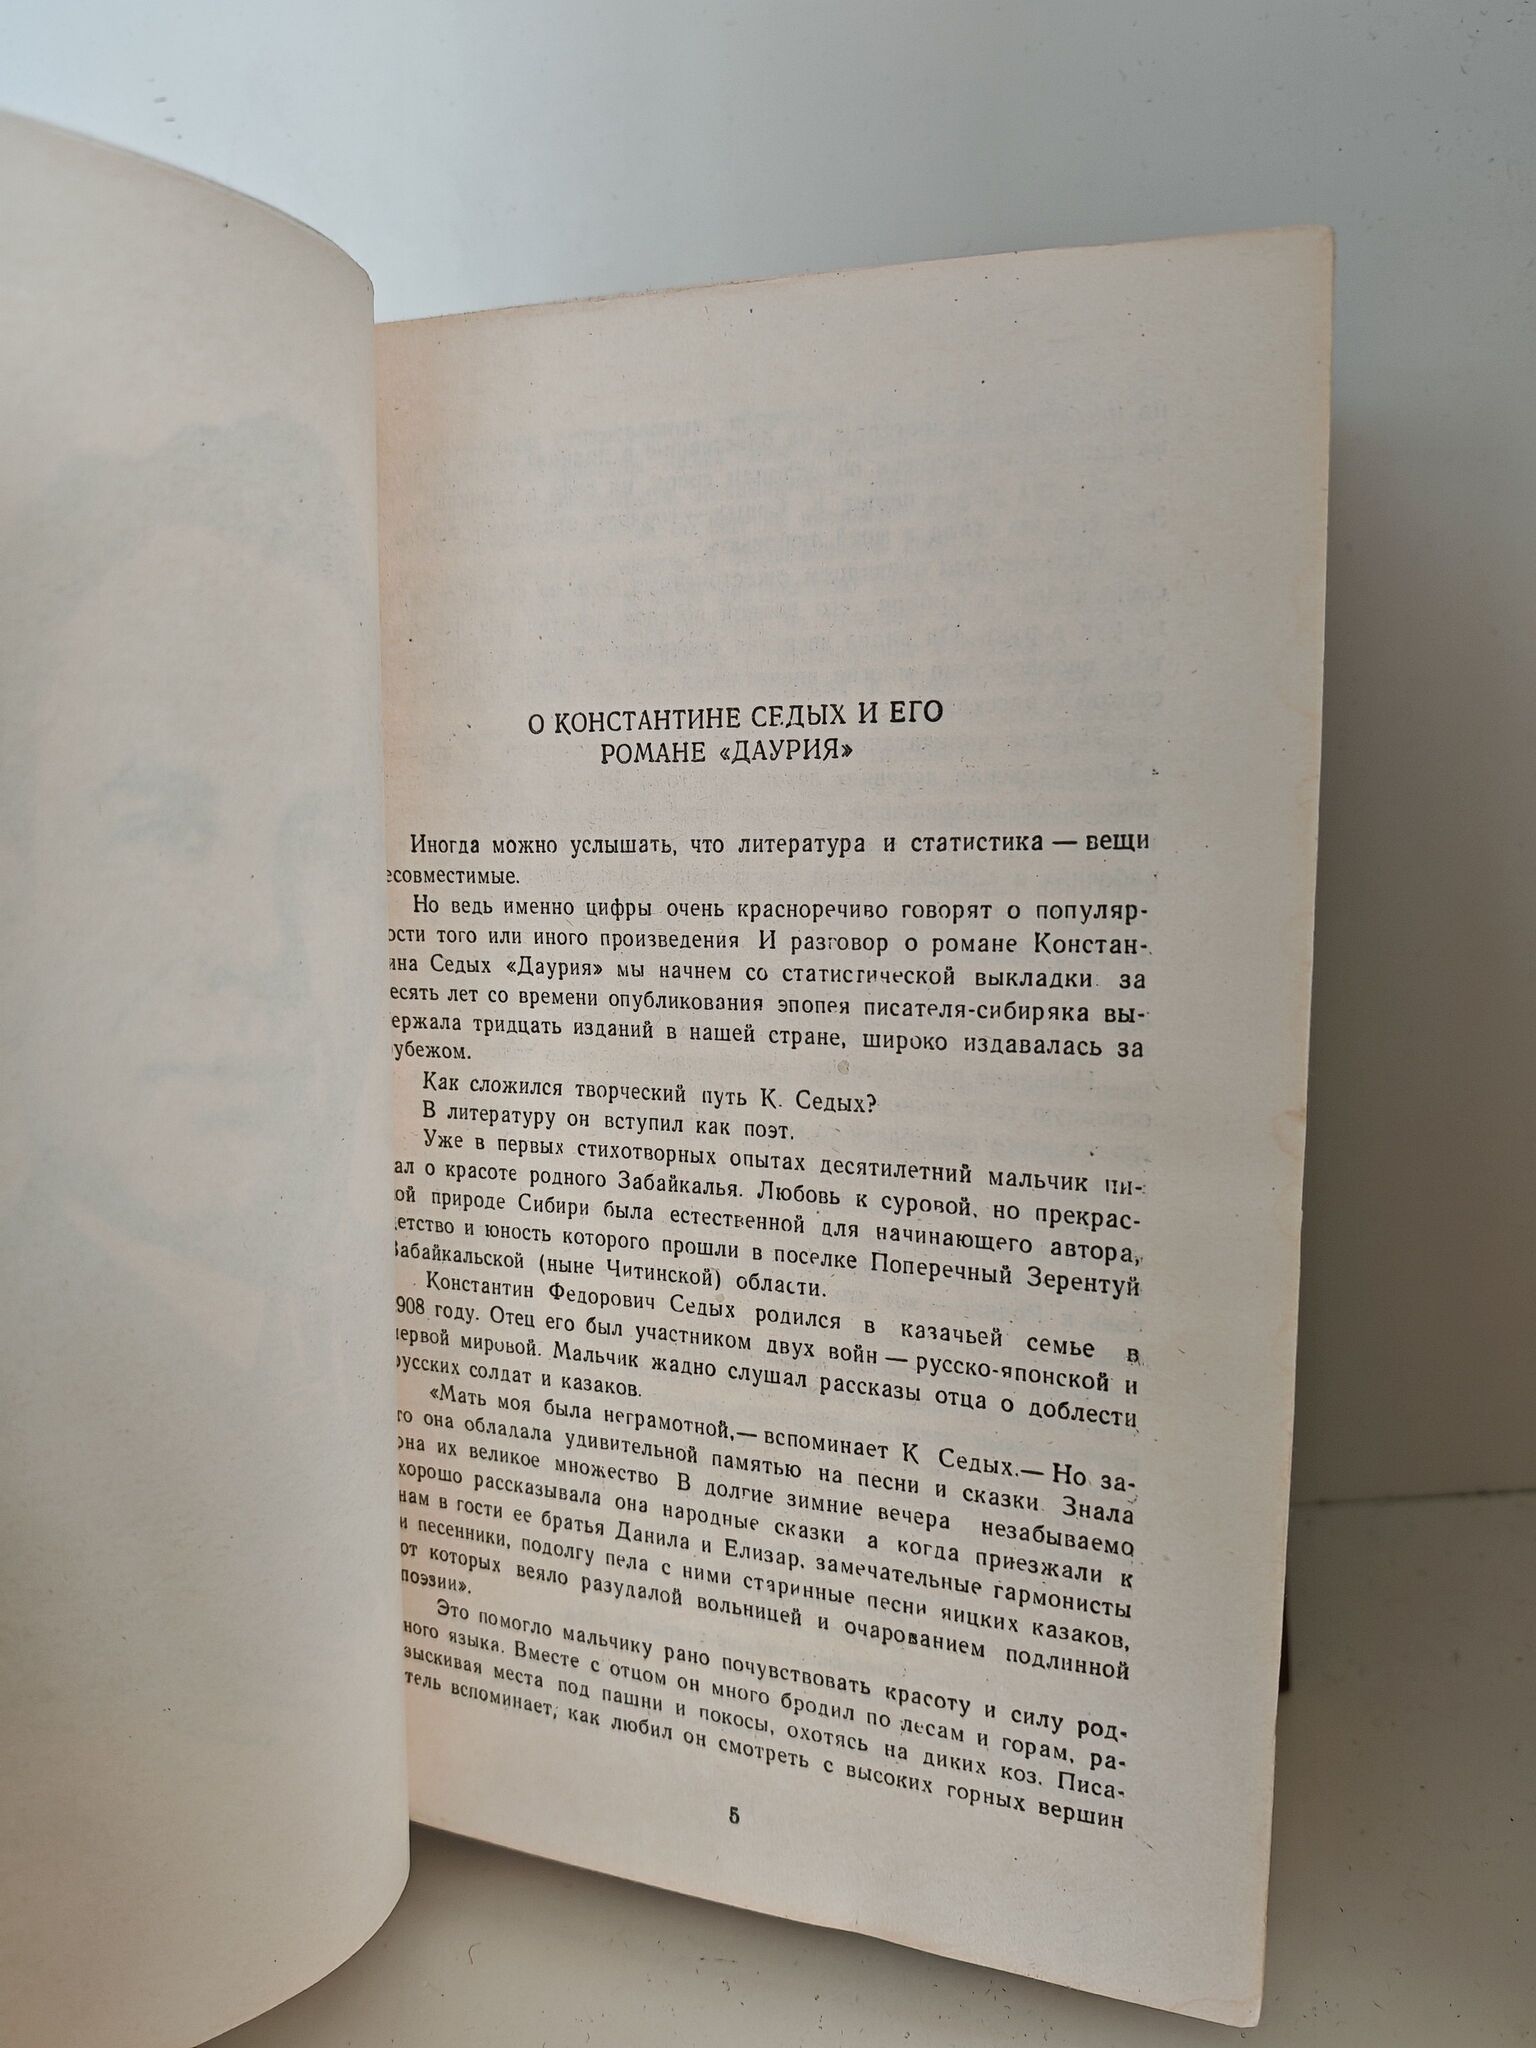 О КОНСТАНТИНЕ СЕДЫХ И ЕГО
РОМАНЕ «ДАУРИЯ»
Иногда можно услышать, что литература и статистика — вещи
есовместимые.
Но ведь именно цифры очень красноречиво говорят о популяр-
ости того или иного произведения И разговор о романе Констан-
ина Седых «Даурия» мы начнем со статистической выкладки за
есять лет со времени опубликования эпопея писателя-сибиряка вы-
ержала тридцать изданий в нашей стране, широко издавалась за
рубежом.
Как сложился творческий путь К. Седых?
В литературу он вступил как поэт.
Уже в первых стихотворных опытах десятилетний мальчик пи-
ал о красоте родного Забайкалья. Любовь к суровой, но прекрас-
ой природе Сибири была естественной для начинающего автора,
детство и юность которого прошли в поселке Поперечный Зерентуй
Забайкальской (ныне Читинской) области.
Константин Федорович Седых родился в казачьей семье в
908 году. Отец его был участником двух войн — русско-японской и
первой мировой. Мальчик жадно слушал рассказы отца о доблести
русских солдат и казаков.
«Мать моя была неграмотной,— вспоминает К Седых.— Но за-
то она обладала удивительной памятью на песни и сказки Знала
она их великое множество В долгие зимние вечера незабываемо
хорошо рассказывала она народные сказки а когда приезжали к
нам в гости ее братья Данила и Елизар, замечательные гармонисты
и песенники, подолгу пела с ними старинные песни яицких казаков,
от которых веяло разудалой вольницей и очарованием подлинной
поэзии».
Это помогло мальчику рано почувствовать красоту и силу род-
ного языка. Вместе с отцом он много бродил по лесам и горам, ра-
зыскивая места под пашни и покосы, охотясь на диких коз. Писа-
тель вспоминает, как любил он смотреть с высоких горных вершин
5